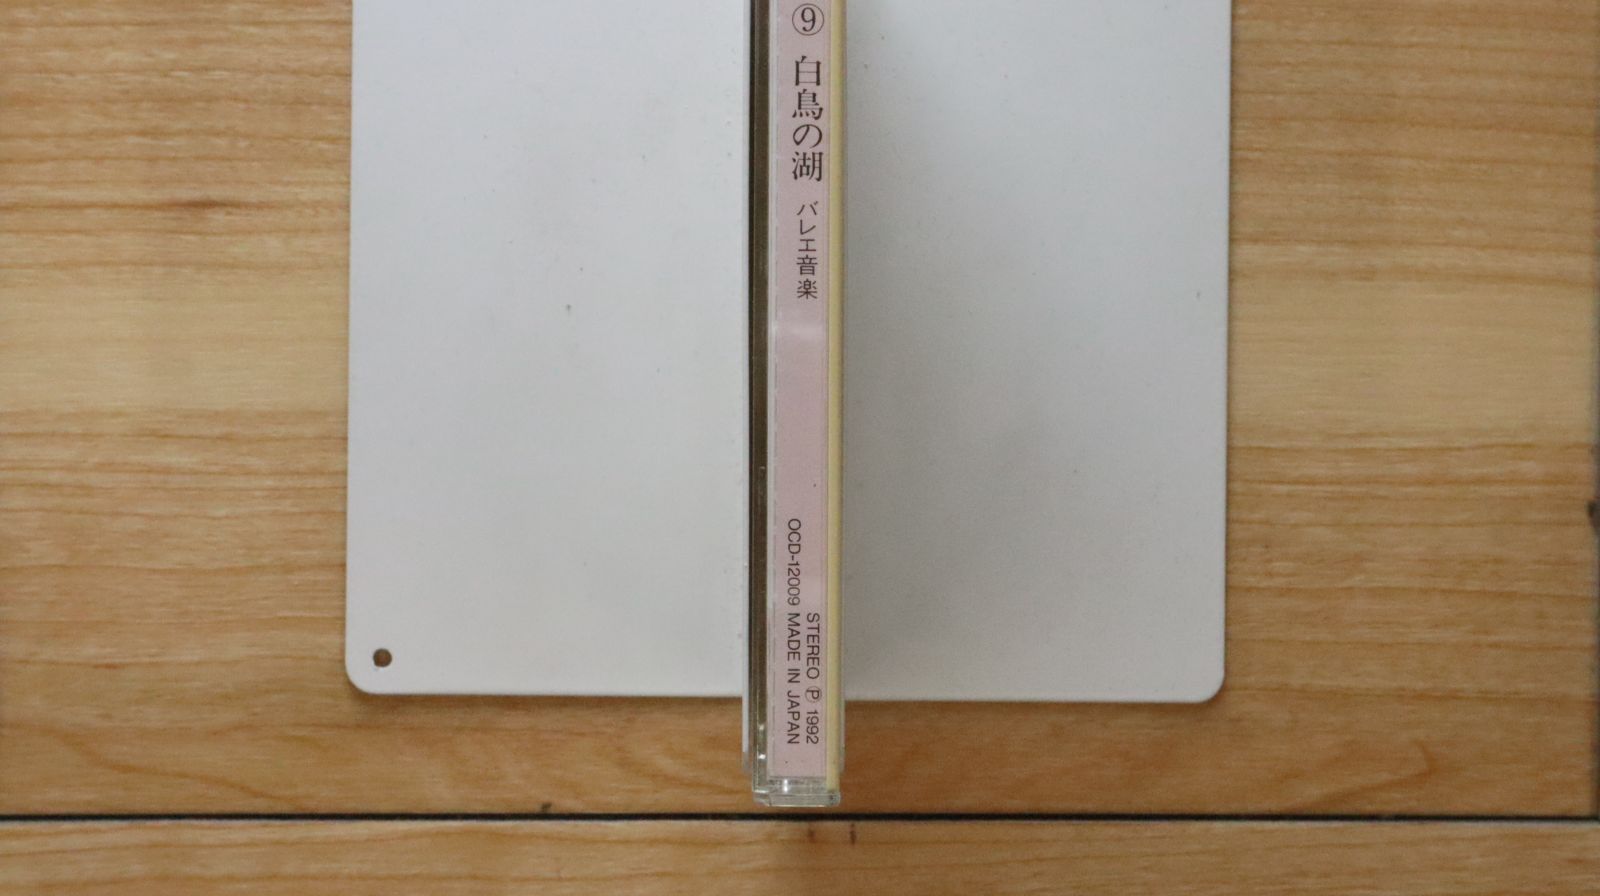 ⑨ 白鳥の湖 バレエ音楽
STEREO Ⓟ 1992
OCD-12009 MADE IN JAPAN